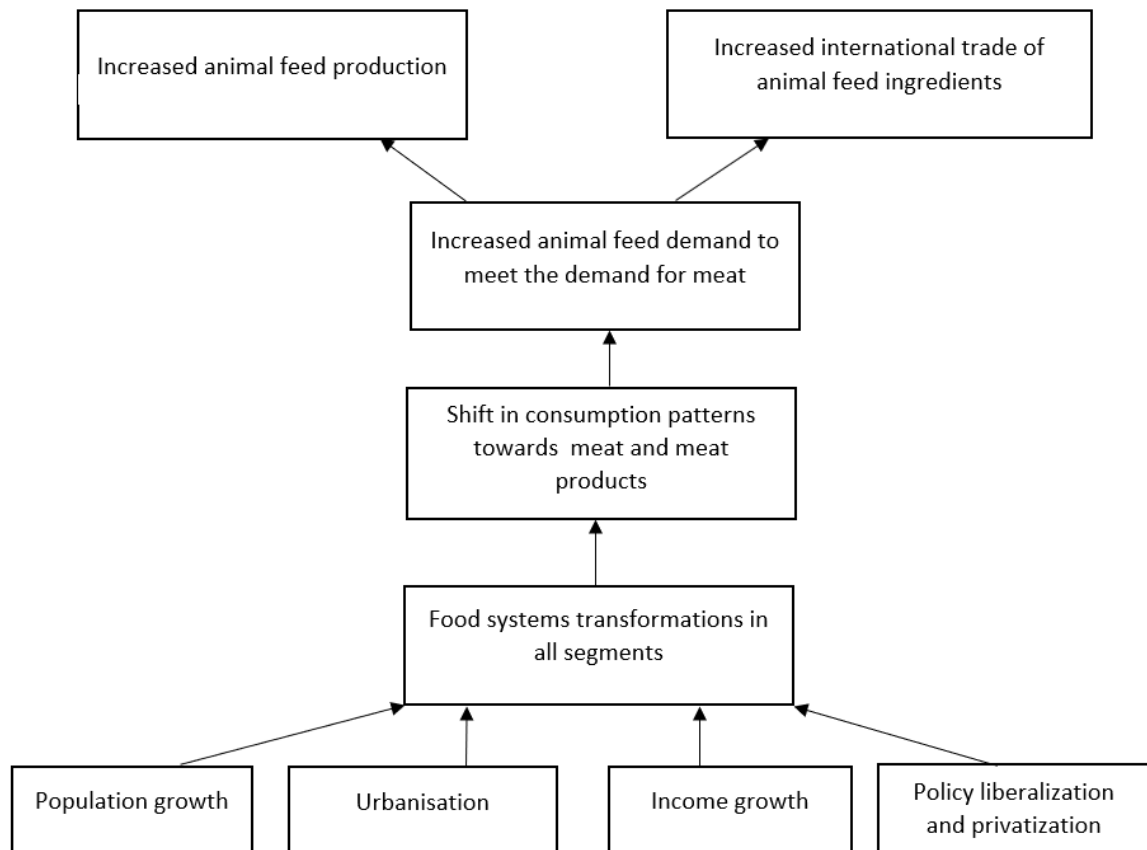 Increased animal feed production
Increased international trade of
animal feed ingredients
Increased animal feed demand to
meet the demand for meat
Shift in consumption patterns
towards  meat and meat
products
Food systems transformations in
all segments
Population growth
Urbanisation
Income growth
Policy liberalization
and privatization